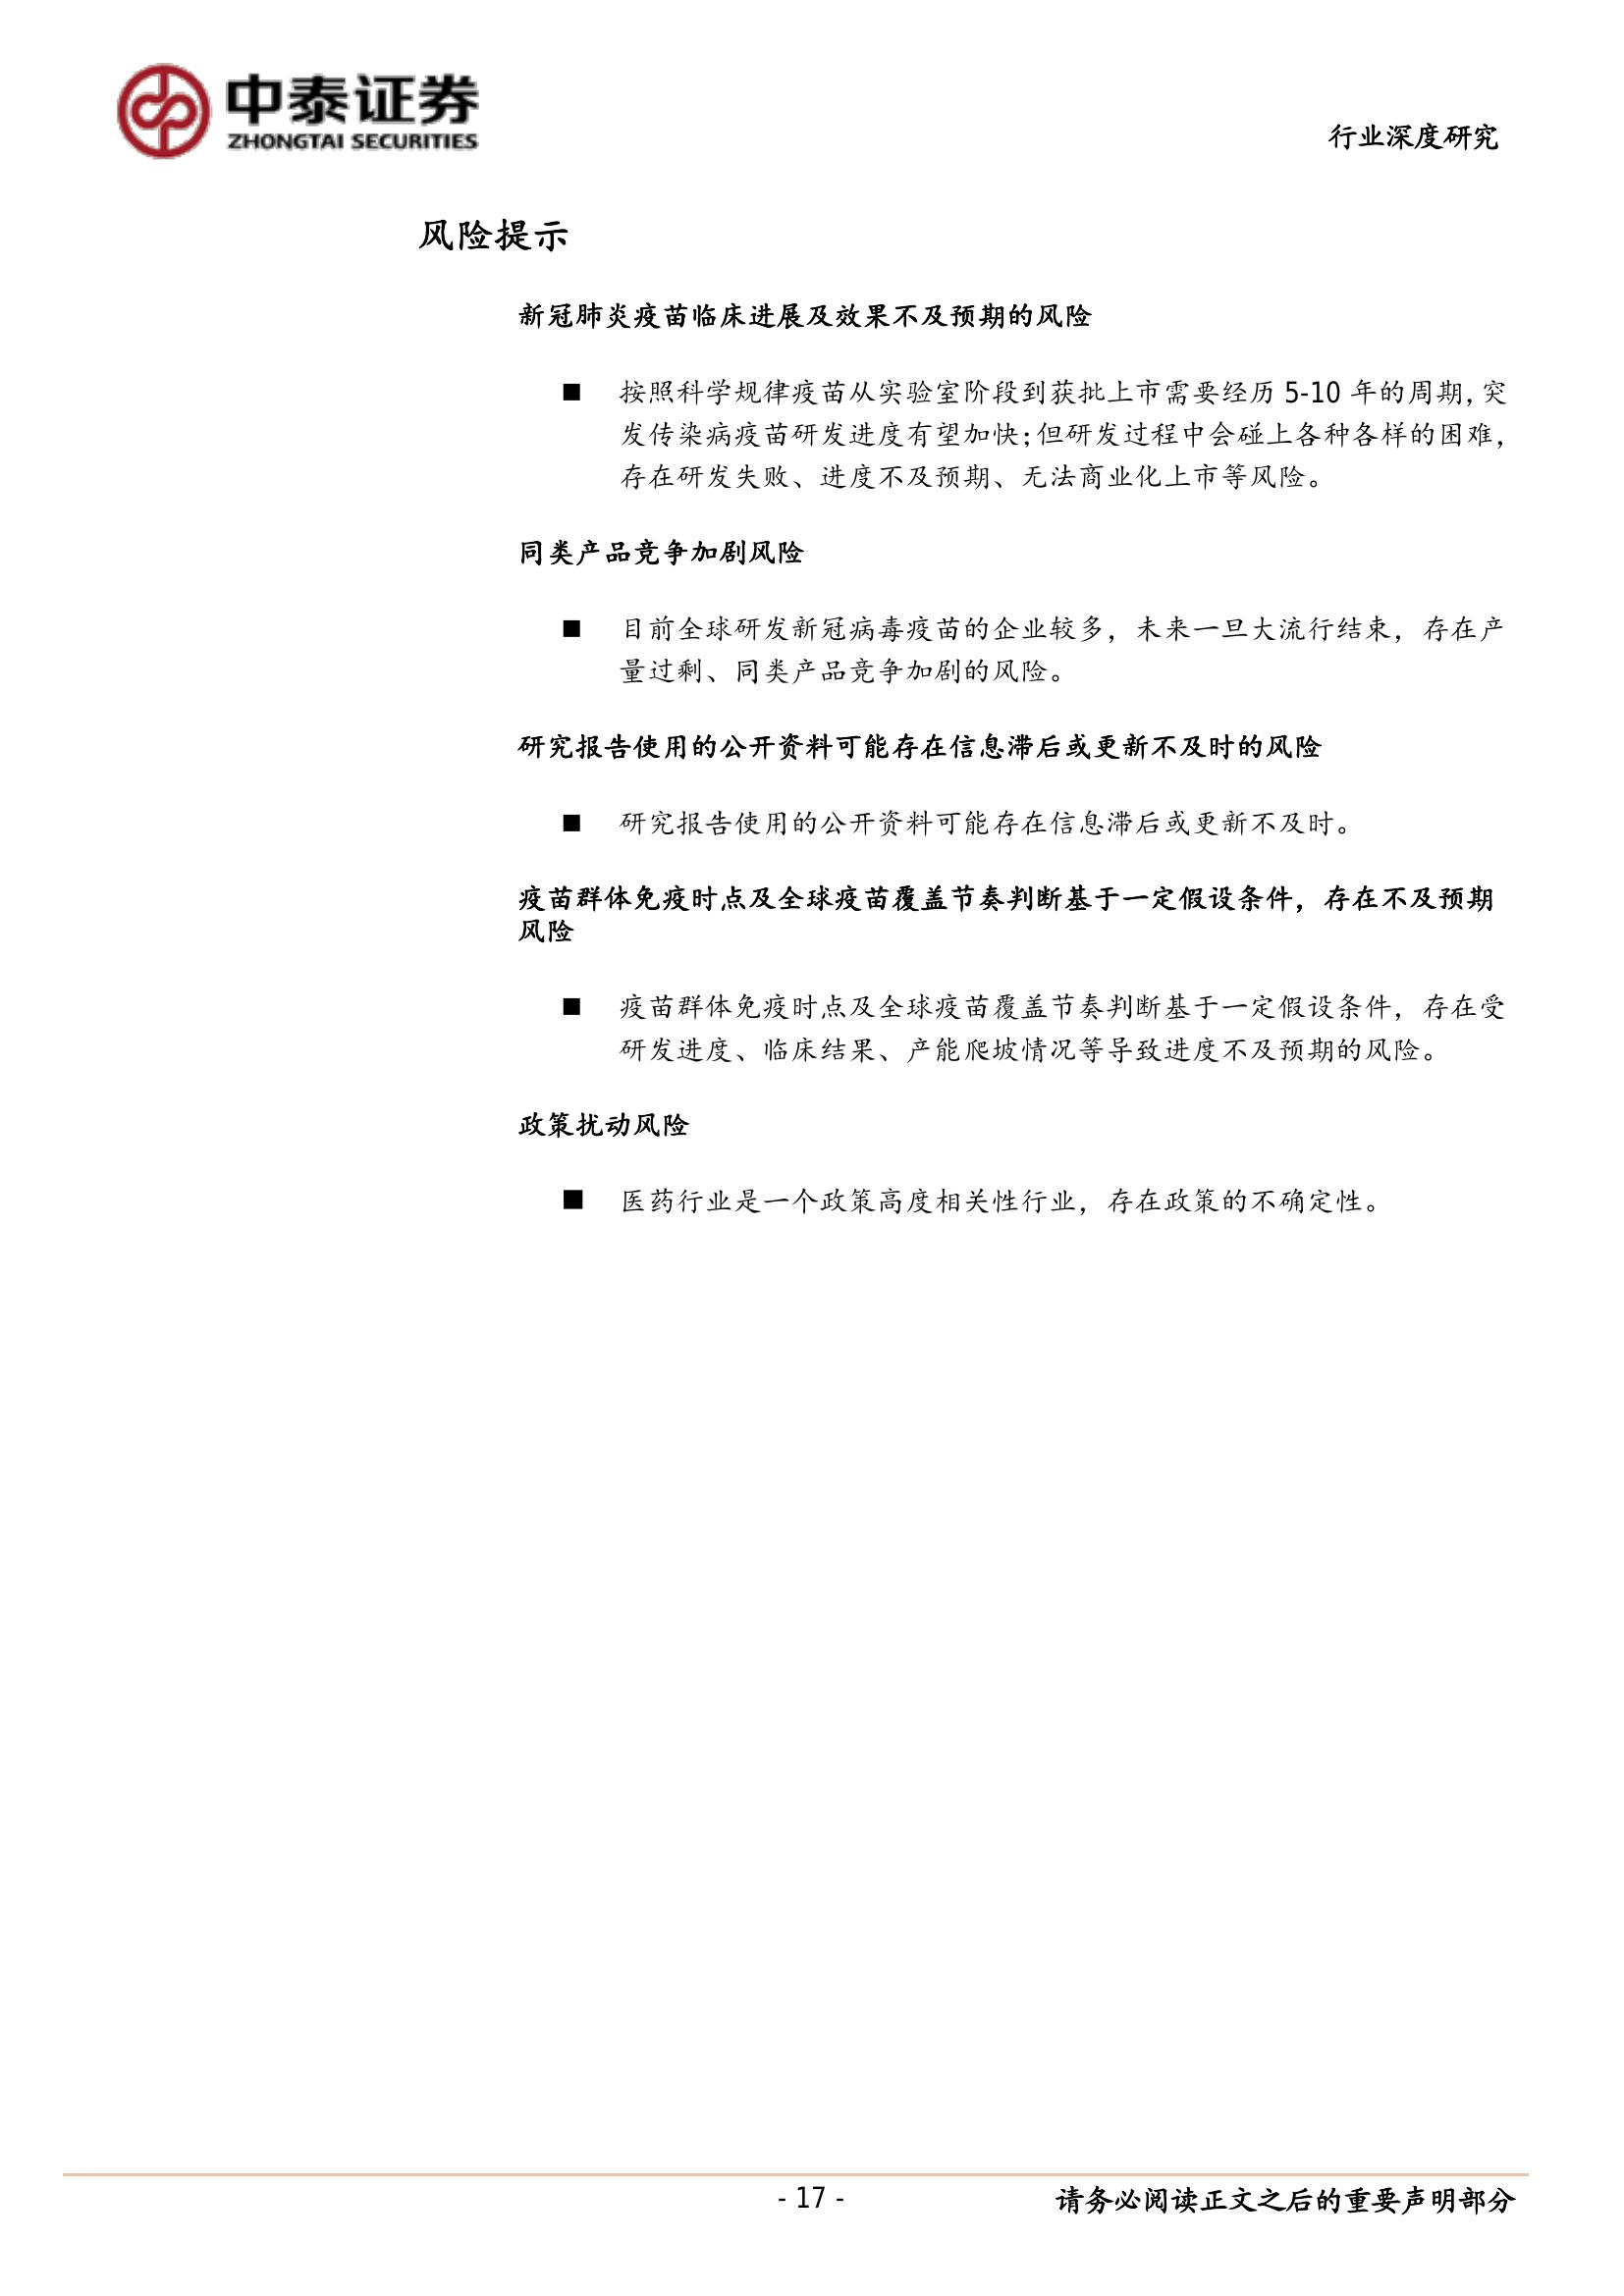 中泰证券
ZHONGTAI SECURITIES
行业深度研究
风险提示
新冠肺炎疫苗临床进展及效果不及预期的风险
■ 按照科学规律疫苗从实验室阶段到获批上市需要经历 5-10 年的周期，突
发传染病疫苗研发进度有望加快；但研发过程中会碰上各种各样的困难，
存在研发失败、进度不及预期、无法商业化上市等风险。
同类产品竞争加剧风险
■ 目前全球研发新冠病毒疫苗的企业较多，未来一旦大流行结束，存在产
量过剩、同类产品竞争加剧的风险。
研究报告使用的公开资料可能存在信息滞后或更新不及时的风险
■ 研究报告使用的公开资料可能存在信息滞后或更新不及时。
疫苗群体免疫时点及全球疫苗覆盖节奏判断基于一定假设条件，存在不及预期
风险
■ 疫苗群体免疫时点及全球疫苗覆盖节奏判断基于一定假设条件，存在受
研发进度、临床结果、产能爬坡情况等导致进度不及预期的风险。
政策扰动风险
■ 医药行业是一个政策高度相关性行业，存在政策的不确定性。
- 17 -
请务必阅读正文之后的重要声明部分